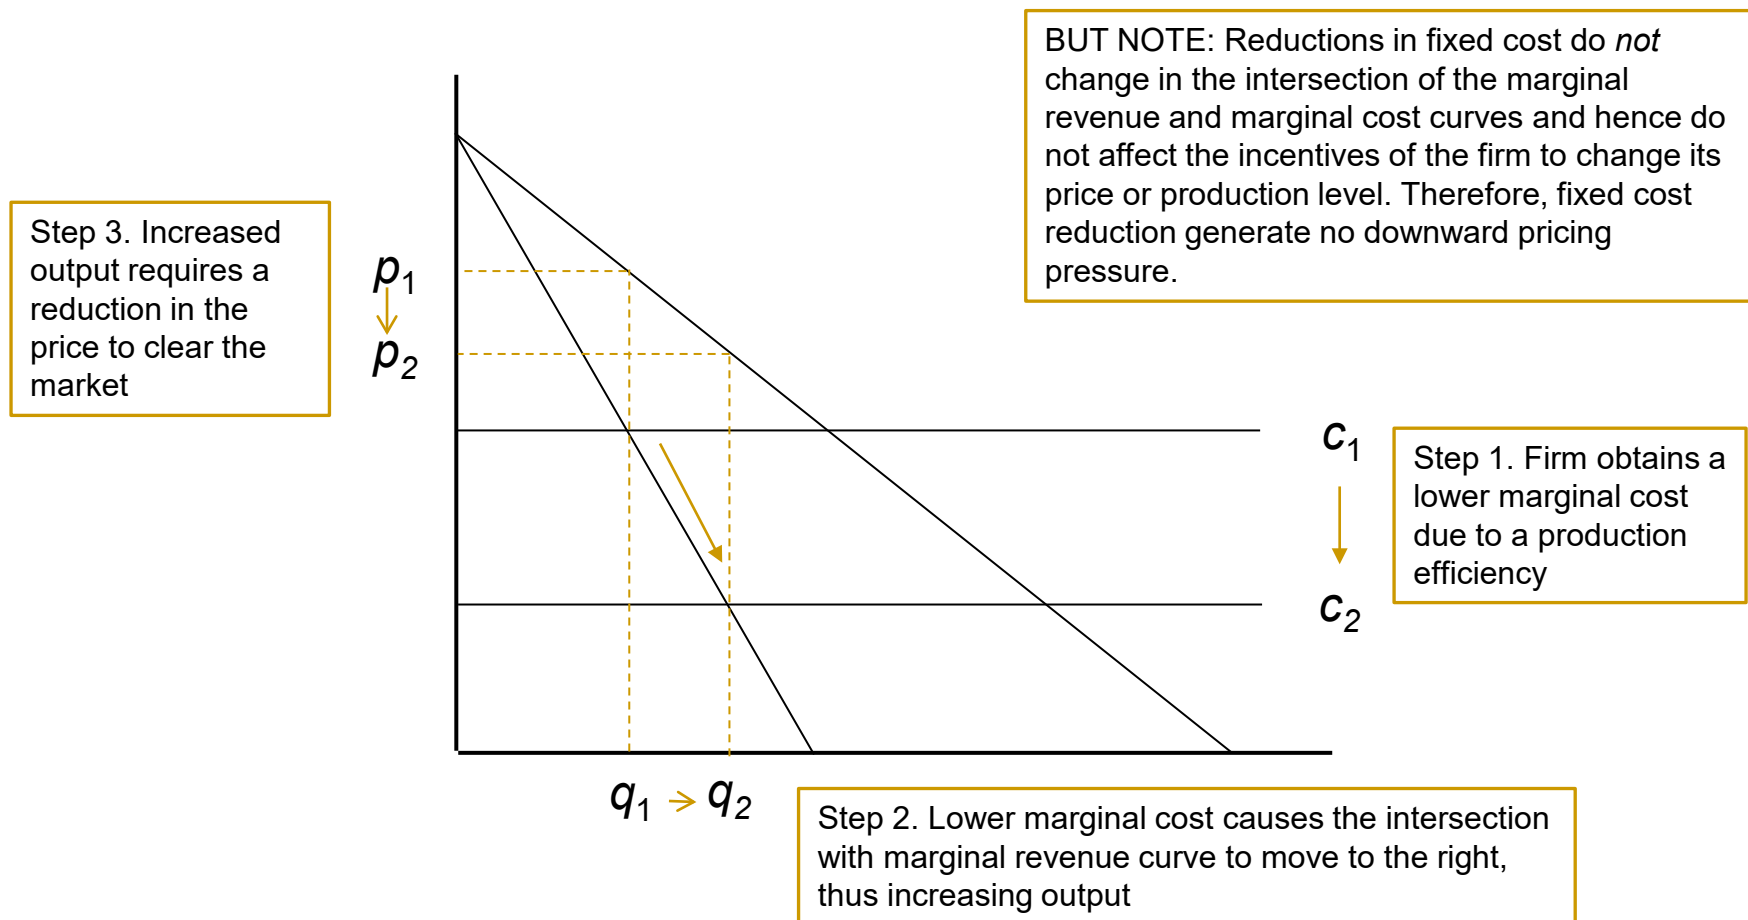 BUT NOTE: Reductions in fixed cost do not
change in the intersection of the marginal
revenue and marginal cost curves and hence do
not affect the incentives of the firm to change its
price or production level. Therefore, fixed cost
reduction generate no downward pricing
pressure.
Step 3. Increased
output requires a
reduction in the
price to clear the
market
p1
p2
c1
c2
Step 1. Firm obtains a
lower marginal cost
due to a production
efficiency
q1 → q2
Step 2. Lower marginal cost causes the intersection
with marginal revenue curve to move to the right,
thus increasing output